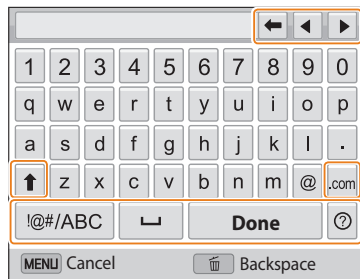 1 2 3 4 5 6 7 8 9 0
q w e r t y u i o p
a s d f g h j k l .
z x c v b n m @ .com
!@#/ABC Done ?
MENU Cancel Backspace